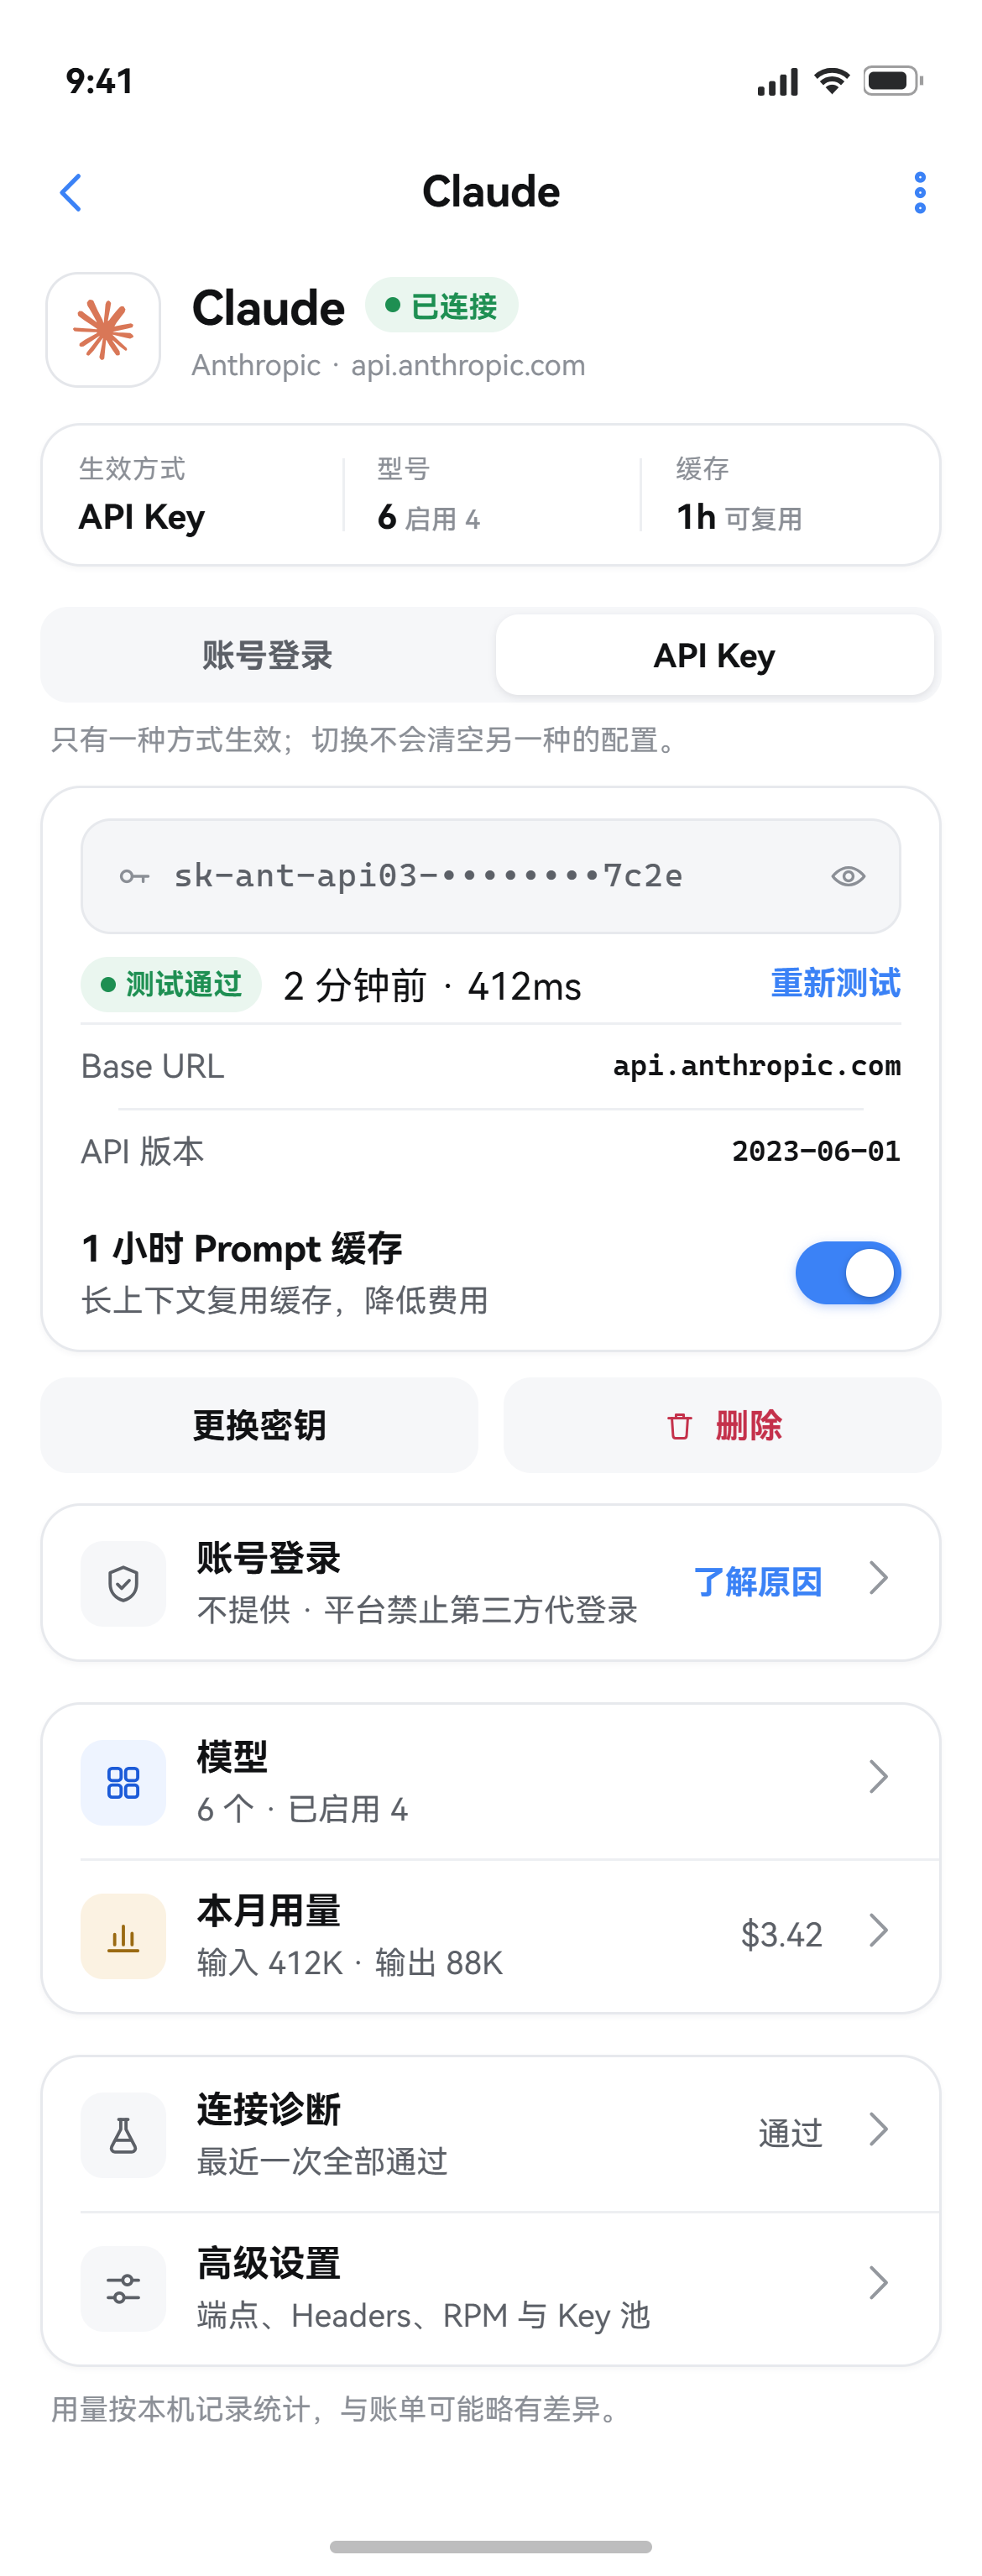 9:41
Claude
Claude
已连接
Anthropic · api.anthropic.com
生效方式
型号
缓存
API Key
6 启用 4
1h 可复用
账号登录
API Key
只有一种方式生效；切换不会清空另一种的配置。
sk-ant-api03-••••••••7c2e
测试通过 2 分钟前 · 412ms 重新测试
Base URL api.anthropic.com
API 版本 2023-06-01
1 小时 Prompt 缓存
长上下文复用缓存，降低费用
更换密钥
删除
账号登录
不提供 · 平台禁止第三方代登录
了解原因
模型
6 个 · 已启用 4
本月用量
输入 412K · 输出 88K
$3.42
连接诊断
最近一次全部通过
通过
高级设置
端点、Headers、RPM 与 Key 池
用量按本机记录统计，与账单可能略有差异。